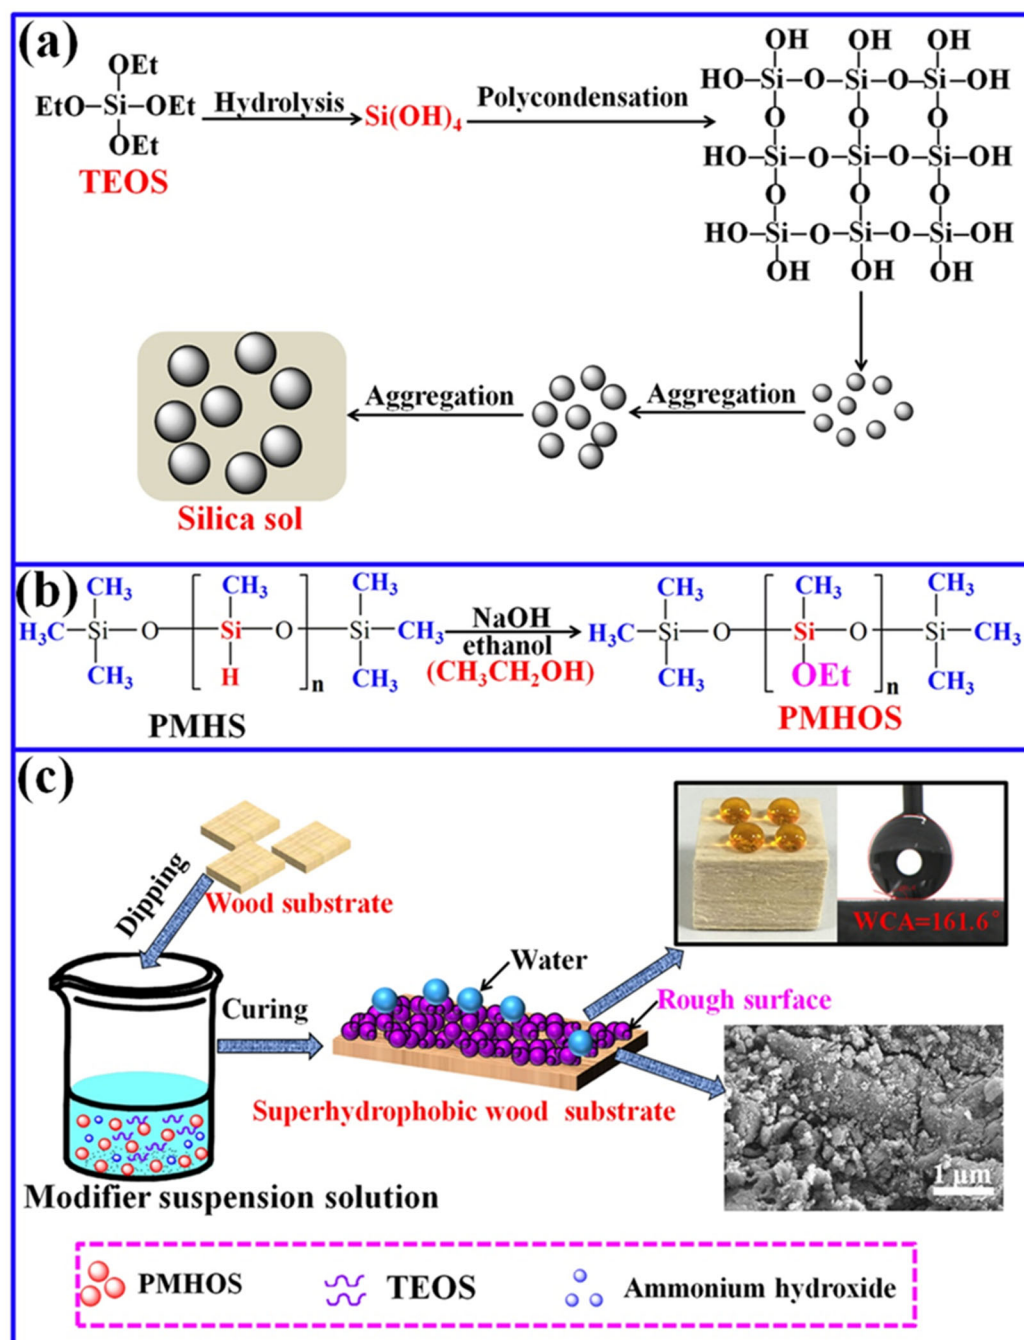 (a)
OEt
EtO–Si–OEt
OEt
TEOS
Hydrolysis
Si(OH)₄
Polycondensation
OH OH OH
HO–Si–O–Si–O–Si–OH
O O O
HO–Si–O–Si–O–Si–OH
O O O
HO–Si–O–Si–O–Si–OH
OH OH OH
Aggregation
Aggregation
Silica sol
(b)
CH₃ CH₃ CH₃
H₃C–Si–O–Si–O–Si–CH₃
CH₃ H n CH₃
PMHS
NaOH
ethanol
(CH₃CH₂OH)
CH₃ CH₃ CH₃
H₃C–Si–O–Si–O–Si–CH₃
CH₃ OEt n CH₃
PMHOS
(c)
Dipping
Wood substrate
WCA=161.6°
Water
Curing
Rough surface
Superhydrophobic wood substrate
1 μm
Modifier suspension solution
PMHOS
TEOS
Ammonium hydroxide